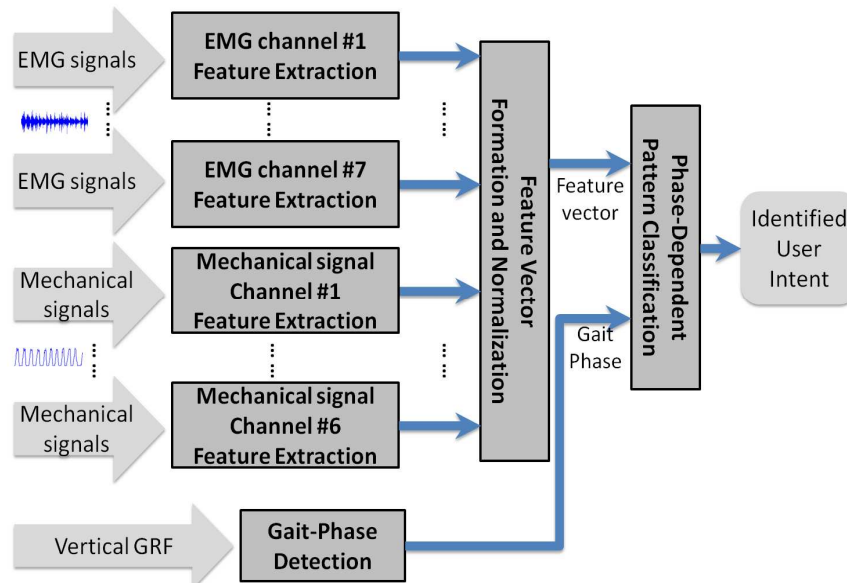 EMG signals
EMG channel #1
Feature Extraction
EMG signals
EMG channel #7
Feature Extraction
Mechanical
signals
Mechanical signal
Channel #1
Feature Extraction
Mechanical
signals
Mechanical signal
Channel #6
Feature Extraction
Vertical GRF
Gait-Phase
Detection
Feature Vector
Formation and Normalization
Feature
vector
Gait
Phase
Phase-Dependent
Pattern Classification
Identified
User
Intent